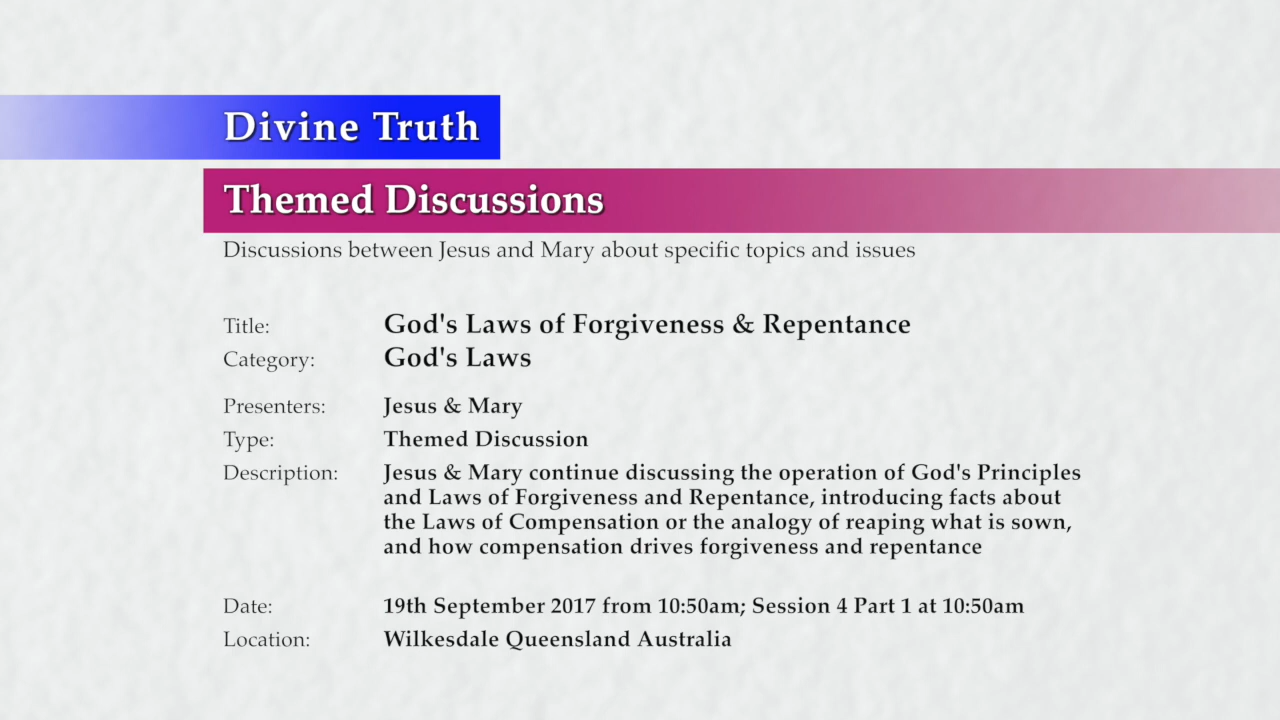 Divine Truth
Themed Discussions
Discussions between Jesus and Mary about specific topics and issues
Title: God's Laws of Forgiveness & Repentance
Category: God's Laws
Presenters: Jesus & Mary
Type: Themed Discussion
Description: Jesus & Mary continue discussing the operation of God's Principles
and Laws of Forgiveness and Repentance, introducing facts about
the Laws of Compensation or the analogy of reaping what is sown,
and how compensation drives forgiveness and repentance
Date: 19th September 2017 from 10:50am; Session 4 Part 1 at 10:50am
Location: Wilkesdale Queensland Australia